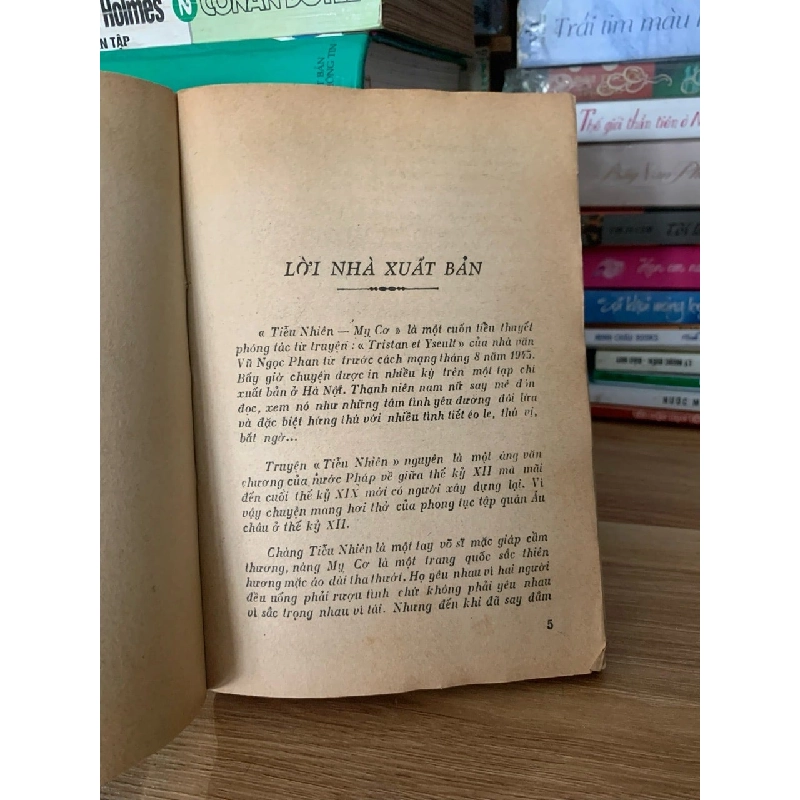 Holmes
CONAN DOYLE
N TẬP
Trái tim màu
Thế giới thần tiên ở
LỜI NHÀ XUẤT BẢN
« Tiễu Nhiên — Mỵ Cơ » là một cuốn tiền thuyết
phóng tác từ truyện : « Tristan et Yseult » của nhà văn
Vũ Ngọc Phan từ trước cách mạng tháng 8 năm 1945.
Bấy giờ chuyện được in nhiều kỳ trên một tạp chí
xuất bản ở Hà Nội. Thanh niên nam nữ say mê đón
đọc, xem nó như những tâm tình yêu đương đôi lứa
và đặc biệt hứng thú với nhiều tình tiết éo le, thú vị,
bất ngờ...
Truyện « Tiễu Nhiên » nguyên là một áng văn
chương của nước Pháp về giữa thế kỷ XII mà mãi
đến cuối thế kỷ XIX mới có người xây dựng lại. Vì
vậy chuyện mang hơi thở của phong tục tập quán Âu
châu ở thế kỷ XII.
Chàng Tiễu Nhiên là một tay võ sĩ mặc giáp cầm
thương, nàng Mỵ Cơ là một trang quốc sắc thiên
hương mặc áo dài tha thướt. Họ yêu nhau vì hai người
đều uống phải rượu tình chứ không phải yêu nhau
vì sắc trọng nhau vì tài. Nhưng đến khi đã say đắm
5